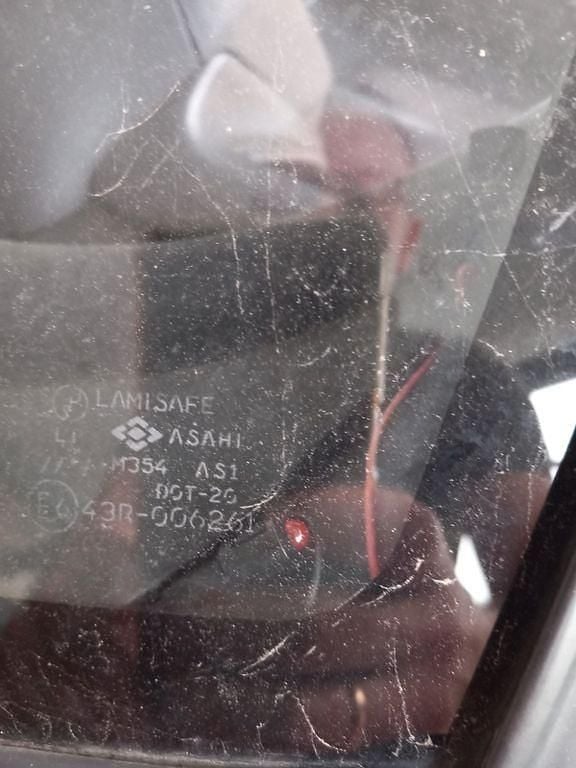 LAMISAFE
ASAHI
M354 AS1
DOT-20
43R-006261